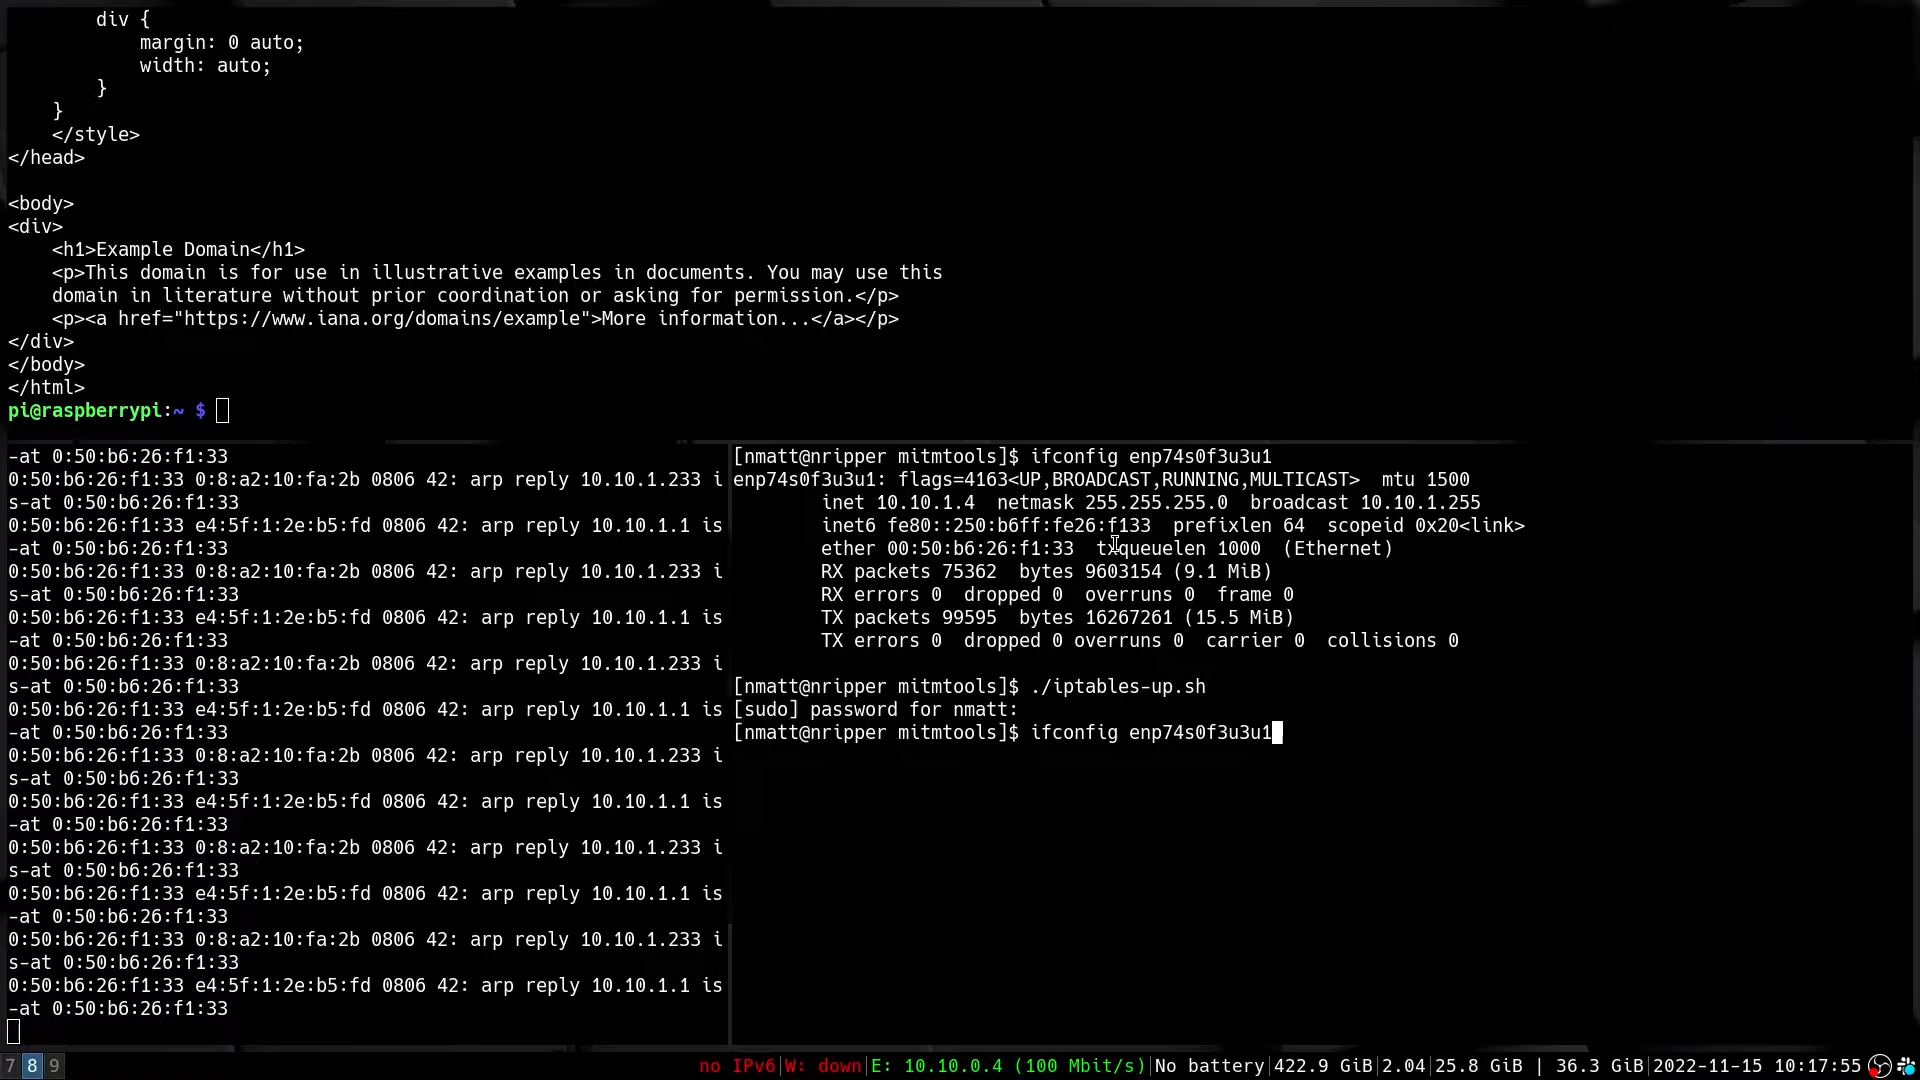 div {
            margin: 0 auto;
            width: auto;
        }
    }
    </style>
</head>

<body>
<div>
    <h1>Example Domain</h1>
    <p>This domain is for use in illustrative examples in documents. You may use this
    domain in literature without prior coordination or asking for permission.</p>
    <p><a href="https://www.iana.org/domains/example">More information...</a></p>
</div>
</body>
</html>
pi@raspberrypi:~ $
-at 0:50:b6:26:f1:33
0:50:b6:26:f1:33 0:8:a2:10:fa:2b 0806 42: arp reply 10.10.1.233 i
s-at 0:50:b6:26:f1:33
0:50:b6:26:f1:33 e4:5f:1:2e:b5:fd 0806 42: arp reply 10.10.1.1 is
-at 0:50:b6:26:f1:33
0:50:b6:26:f1:33 0:8:a2:10:fa:2b 0806 42: arp reply 10.10.1.233 i
s-at 0:50:b6:26:f1:33
0:50:b6:26:f1:33 e4:5f:1:2e:b5:fd 0806 42: arp reply 10.10.1.1 is
-at 0:50:b6:26:f1:33
0:50:b6:26:f1:33 0:8:a2:10:fa:2b 0806 42: arp reply 10.10.1.233 i
s-at 0:50:b6:26:f1:33
0:50:b6:26:f1:33 e4:5f:1:2e:b5:fd 0806 42: arp reply 10.10.1.1 is
-at 0:50:b6:26:f1:33
0:50:b6:26:f1:33 0:8:a2:10:fa:2b 0806 42: arp reply 10.10.1.233 i
s-at 0:50:b6:26:f1:33
0:50:b6:26:f1:33 e4:5f:1:2e:b5:fd 0806 42: arp reply 10.10.1.1 is
-at 0:50:b6:26:f1:33
0:50:b6:26:f1:33 0:8:a2:10:fa:2b 0806 42: arp reply 10.10.1.233 i
s-at 0:50:b6:26:f1:33
0:50:b6:26:f1:33 e4:5f:1:2e:b5:fd 0806 42: arp reply 10.10.1.1 is
-at 0:50:b6:26:f1:33
0:50:b6:26:f1:33 0:8:a2:10:fa:2b 0806 42: arp reply 10.10.1.233 i
s-at 0:50:b6:26:f1:33
0:50:b6:26:f1:33 e4:5f:1:2e:b5:fd 0806 42: arp reply 10.10.1.1 is
-at 0:50:b6:26:f1:33
[nmatt@nripper mitmtools]$ ifconfig enp74s0f3u3u1
enp74s0f3u3u1: flags=4163<UP,BROADCAST,RUNNING,MULTICAST>  mtu 1500
        inet 10.10.1.4  netmask 255.255.255.0  broadcast 10.10.1.255
        inet6 fe80::250:b6ff:fe26:f133  prefixlen 64  scopeid 0x20<link>
        ether 00:50:b6:26:f1:33  txqueuelen 1000  (Ethernet)
        RX packets 75362  bytes 9603154 (9.1 MiB)
        RX errors 0  dropped 0  overruns 0  frame 0
        TX packets 99595  bytes 16267261 (15.5 MiB)
        TX errors 0  dropped 0 overruns 0  carrier 0  collisions 0

[nmatt@nripper mitmtools]$ ./iptables-up.sh
[sudo] password for nmatt:
[nmatt@nripper mitmtools]$ ifconfig enp74s0f3u3u1
7 8 9 no IPv6|W: down|E: 10.10.0.4 (100 Mbit/s)|No battery|422.9 GiB|2.04|25.8 GiB | 36.3 GiB|2022-11-15 10:17:55